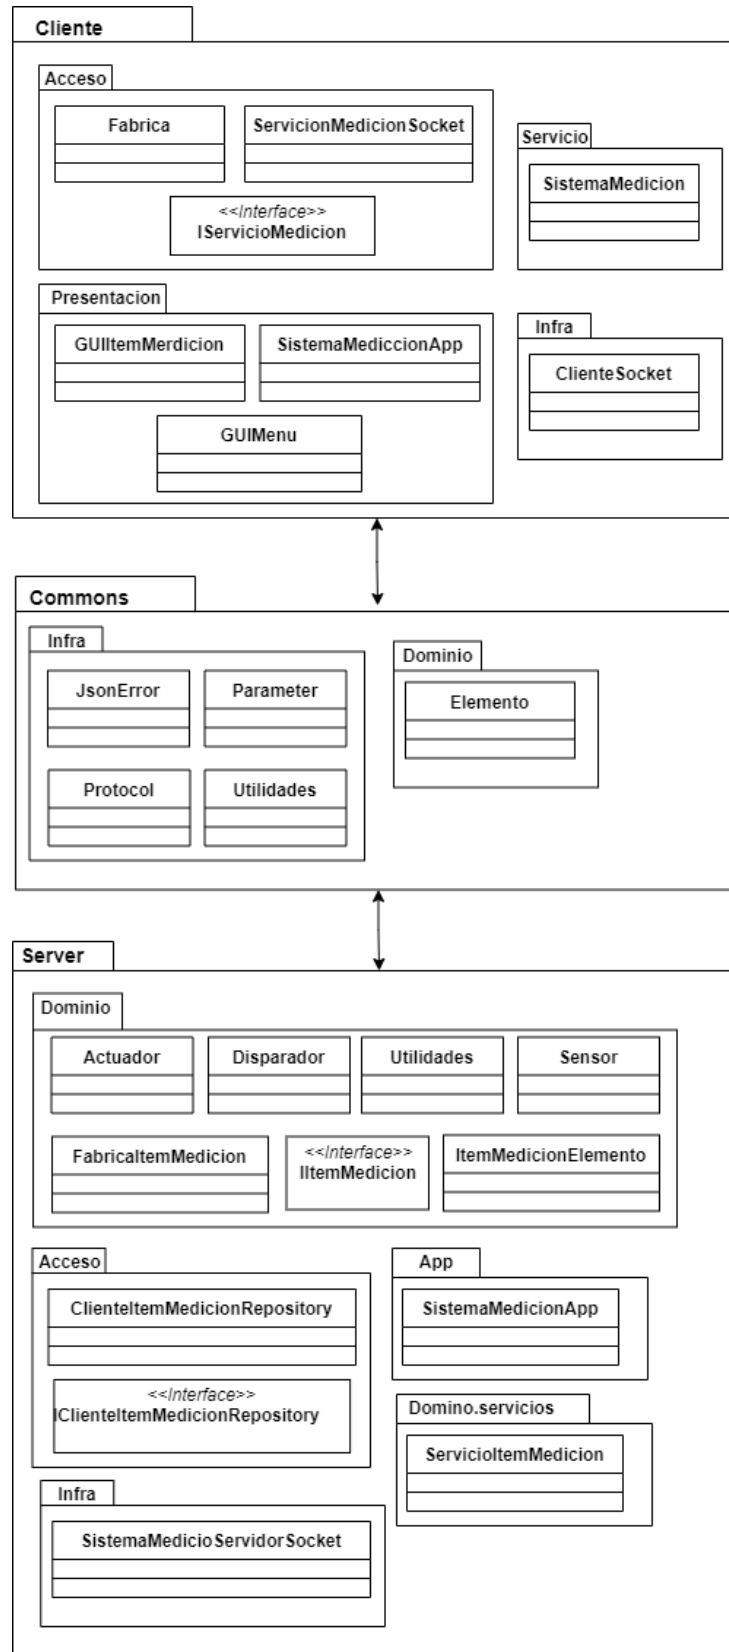 Cliente
Acceso
Fabrica
ServicionMedicionSocket
<<Interface>>
IServicioMedicion
Servicio
SistemaMedicion
Presentacion
GUIItemMerdicion
SistemaMediccionApp
GUIMenu
Infra
ClienteSocket
Commons
Infra
JsonError
Parameter
Protocol
Utilidades
Dominio
Elemento
Server
Dominio
Actuador
Disparador
Utilidades
Sensor
FabricaItemMedicion
<<Interface>>
IItemMedicion
ItemMedicionElemento
Acceso
ClienteItemMedicionRepository
<<Interface>>
IClienteItemMedicionRepository
App
SistemaMedicionApp
Domino.servicios
ServicioItemMedicion
Infra
SistemaMedicioServidorSocket